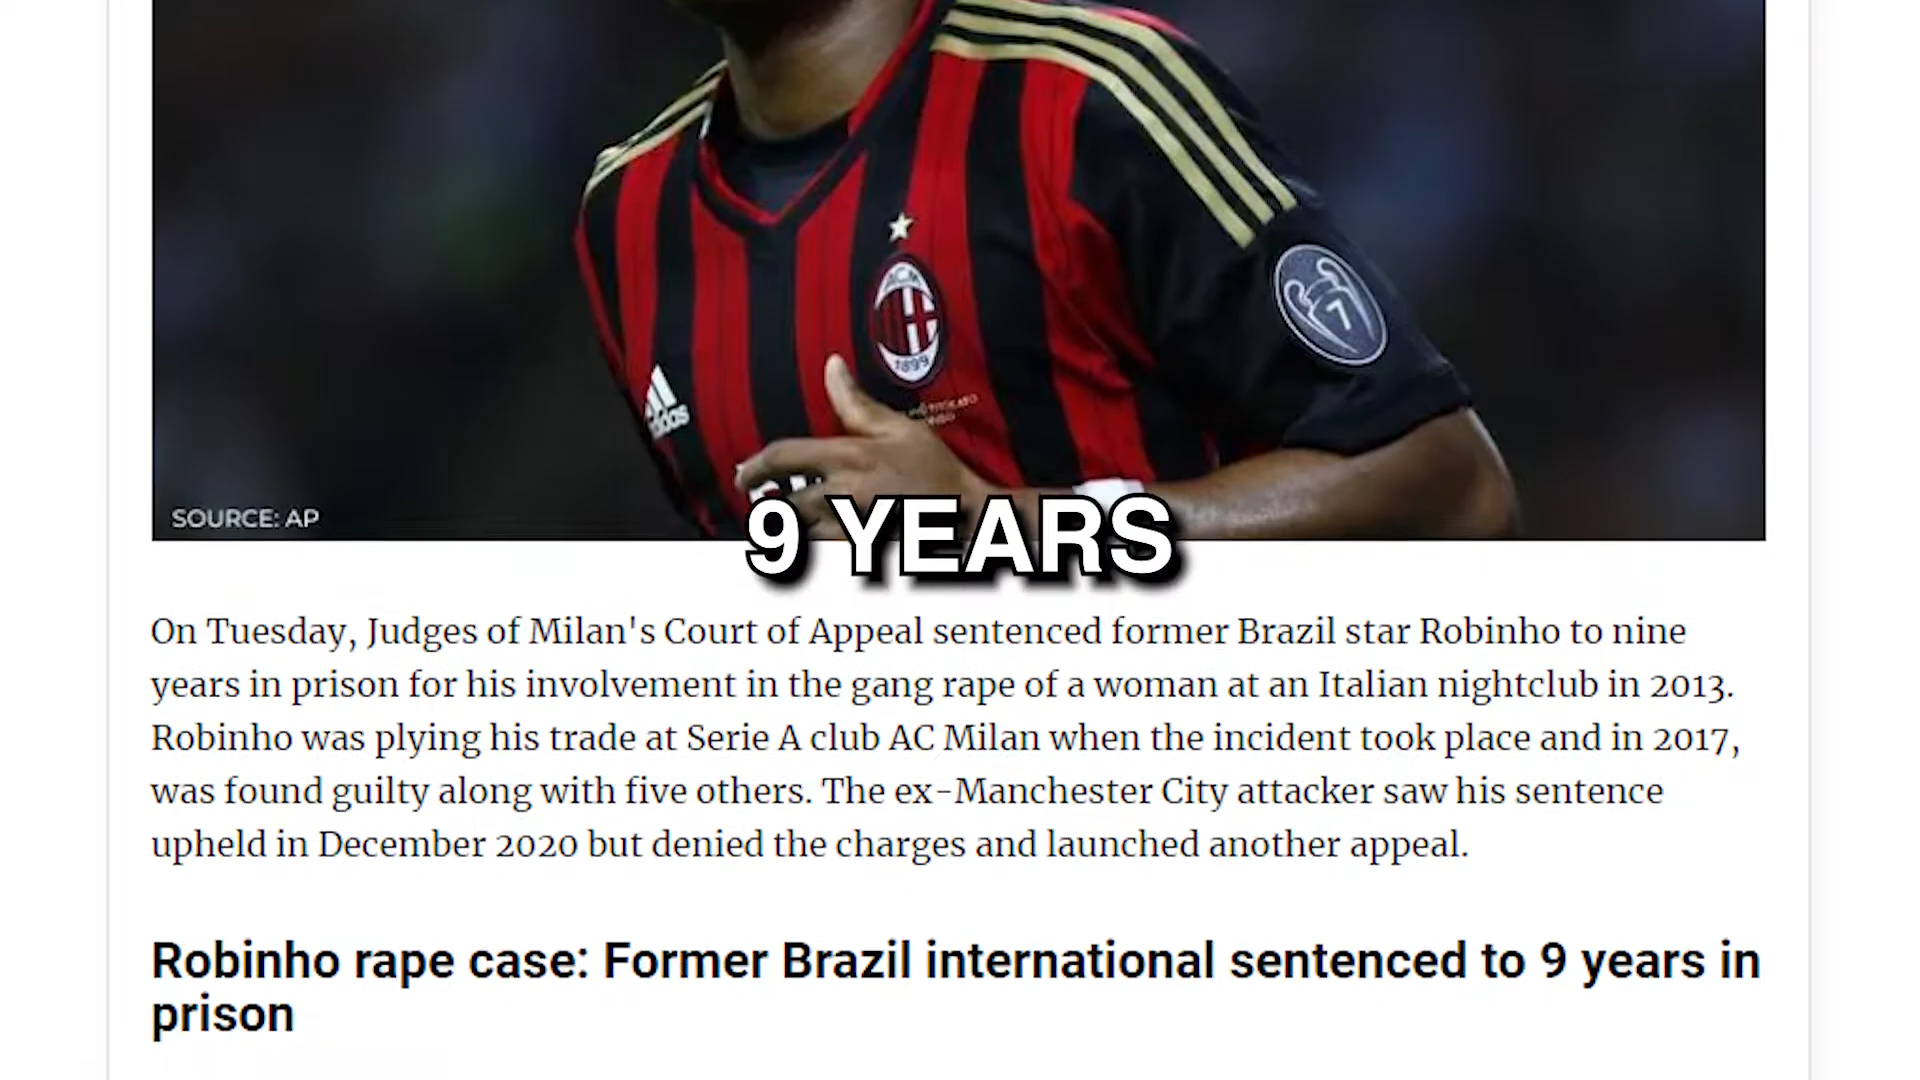 ACM
1899
adidas
7
SOURCE: AP
9 YEARS
On Tuesday, Judges of Milan's Court of Appeal sentenced former Brazil star Robinho to nine
years in prison for his involvement in the gang rape of a woman at an Italian nightclub in 2013.
Robinho was plying his trade at Serie A club AC Milan when the incident took place and in 2017,
was found guilty along with five others. The ex-Manchester City attacker saw his sentence
upheld in December 2020 but denied the charges and launched another appeal.
Robinho rape case: Former Brazil international sentenced to 9 years in
prison